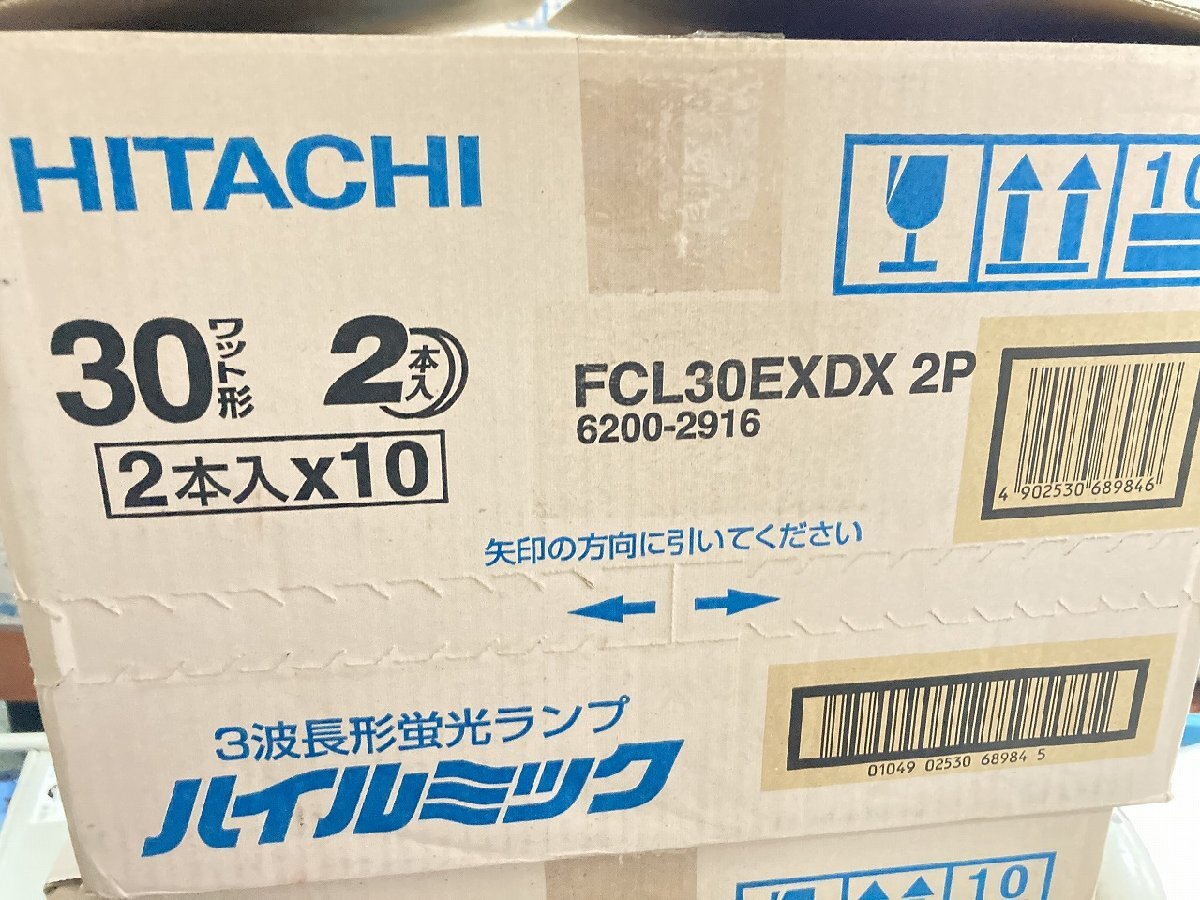 HITACHI
10
30ワット形 2本入
2本入x10
FCL30EXDX 2P
6200-2916
4 902530 689846
矢印の方向に引いてください
3波長形蛍光ランプ
ハイルミック
01049 02530 68984 5
10